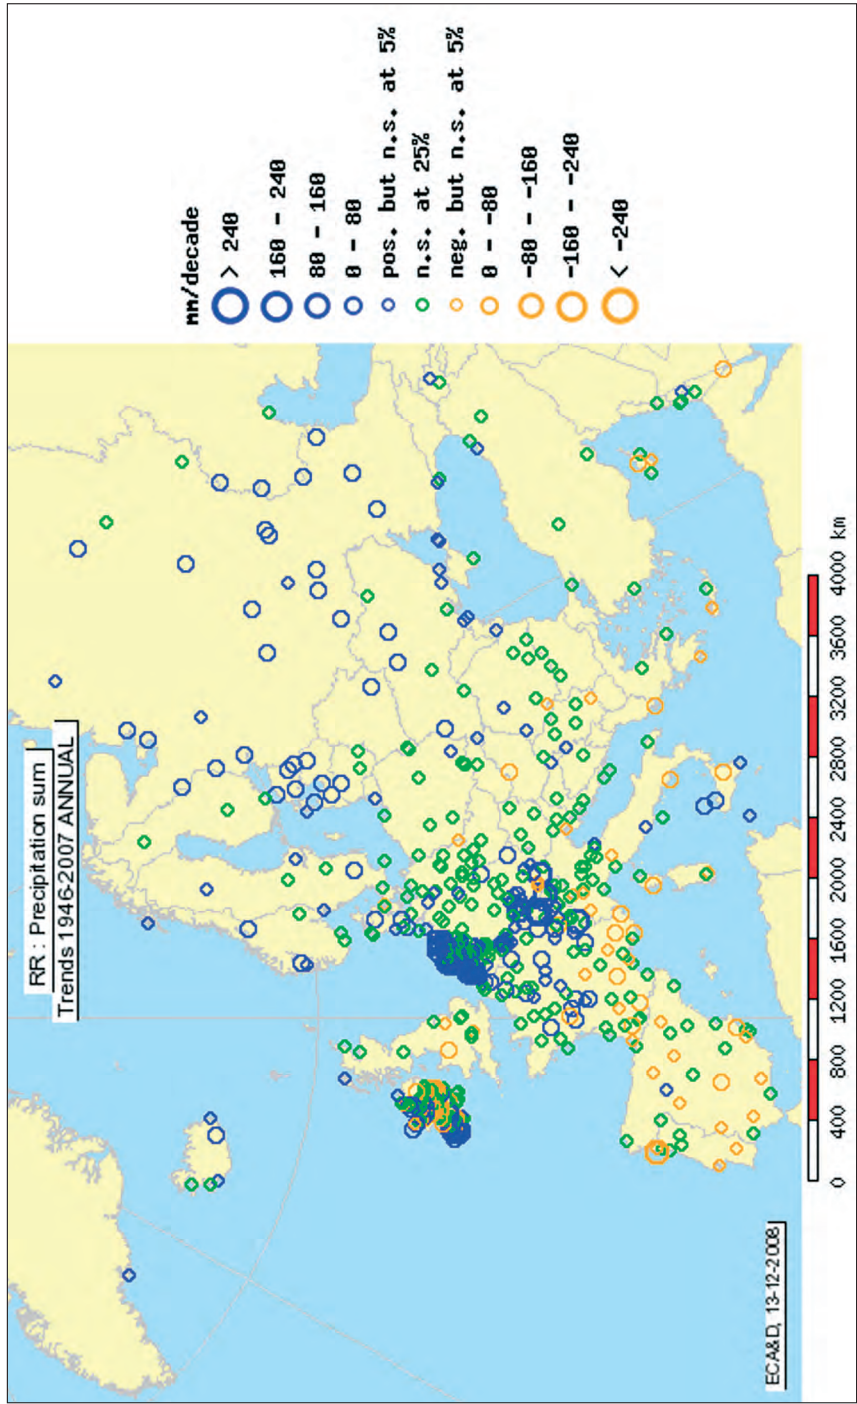 RR : Precipitation sum
Trends 1946-2007 ANNUAL
mm/decade
> 240
160 - 240
80 - 160
0 - 80
pos. but n.s. at 5%
n.s. at 25%
neg. but n.s. at 5%
0 - -80
-80 - -160
-160 - -240
< -240
ECA&D, 13-12-2008
0 400 800 1200 1600 2000 2400 2800 3200 3600 4000 km